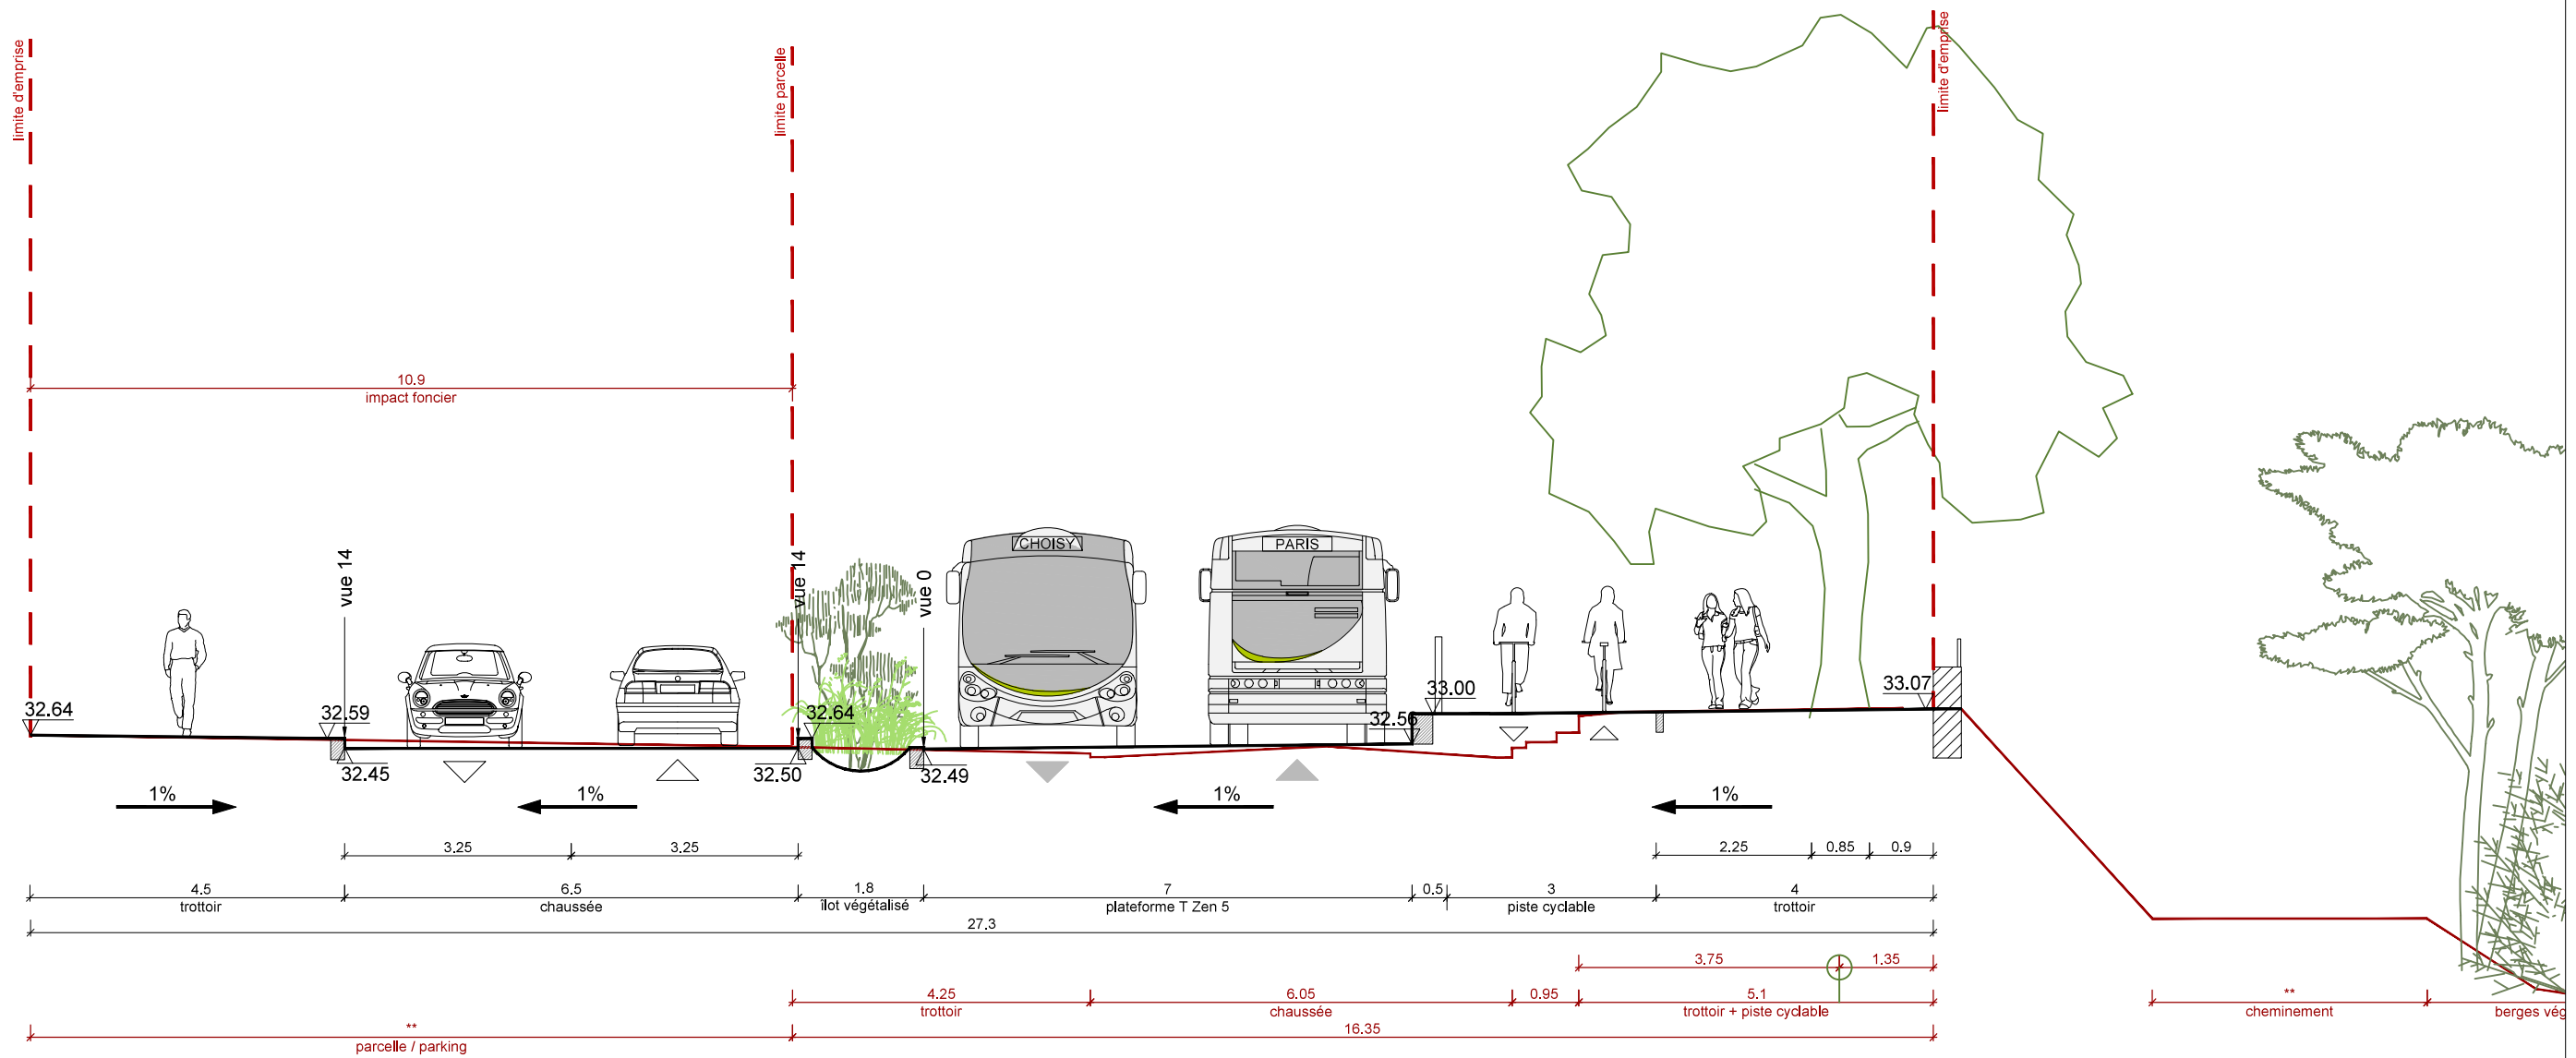 limite d'emprise
limite parcelle
limite d'emprise
10.9
impact foncier
vue 14
vue 14
vue 0
CHOISY
PARIS
32.64
32.59
32.64
32.56
33.00
33.07
32.45
32.50
32.49
1%
1%
1%
1%
3.25
3.25
2.25
0.85
0.9
4.5
6.5
1.8
7
0.5
3
4
trottoir
chaussée
îlot végétalisé
plateforme T Zen 5
piste cyclable
trottoir
27.3
3.75
1.35
4.25
6.05
0.95
5.1
**
trottoir
chaussée
trottoir + piste cyclable
cheminement
berges vég
**
16.35
parcelle / parking